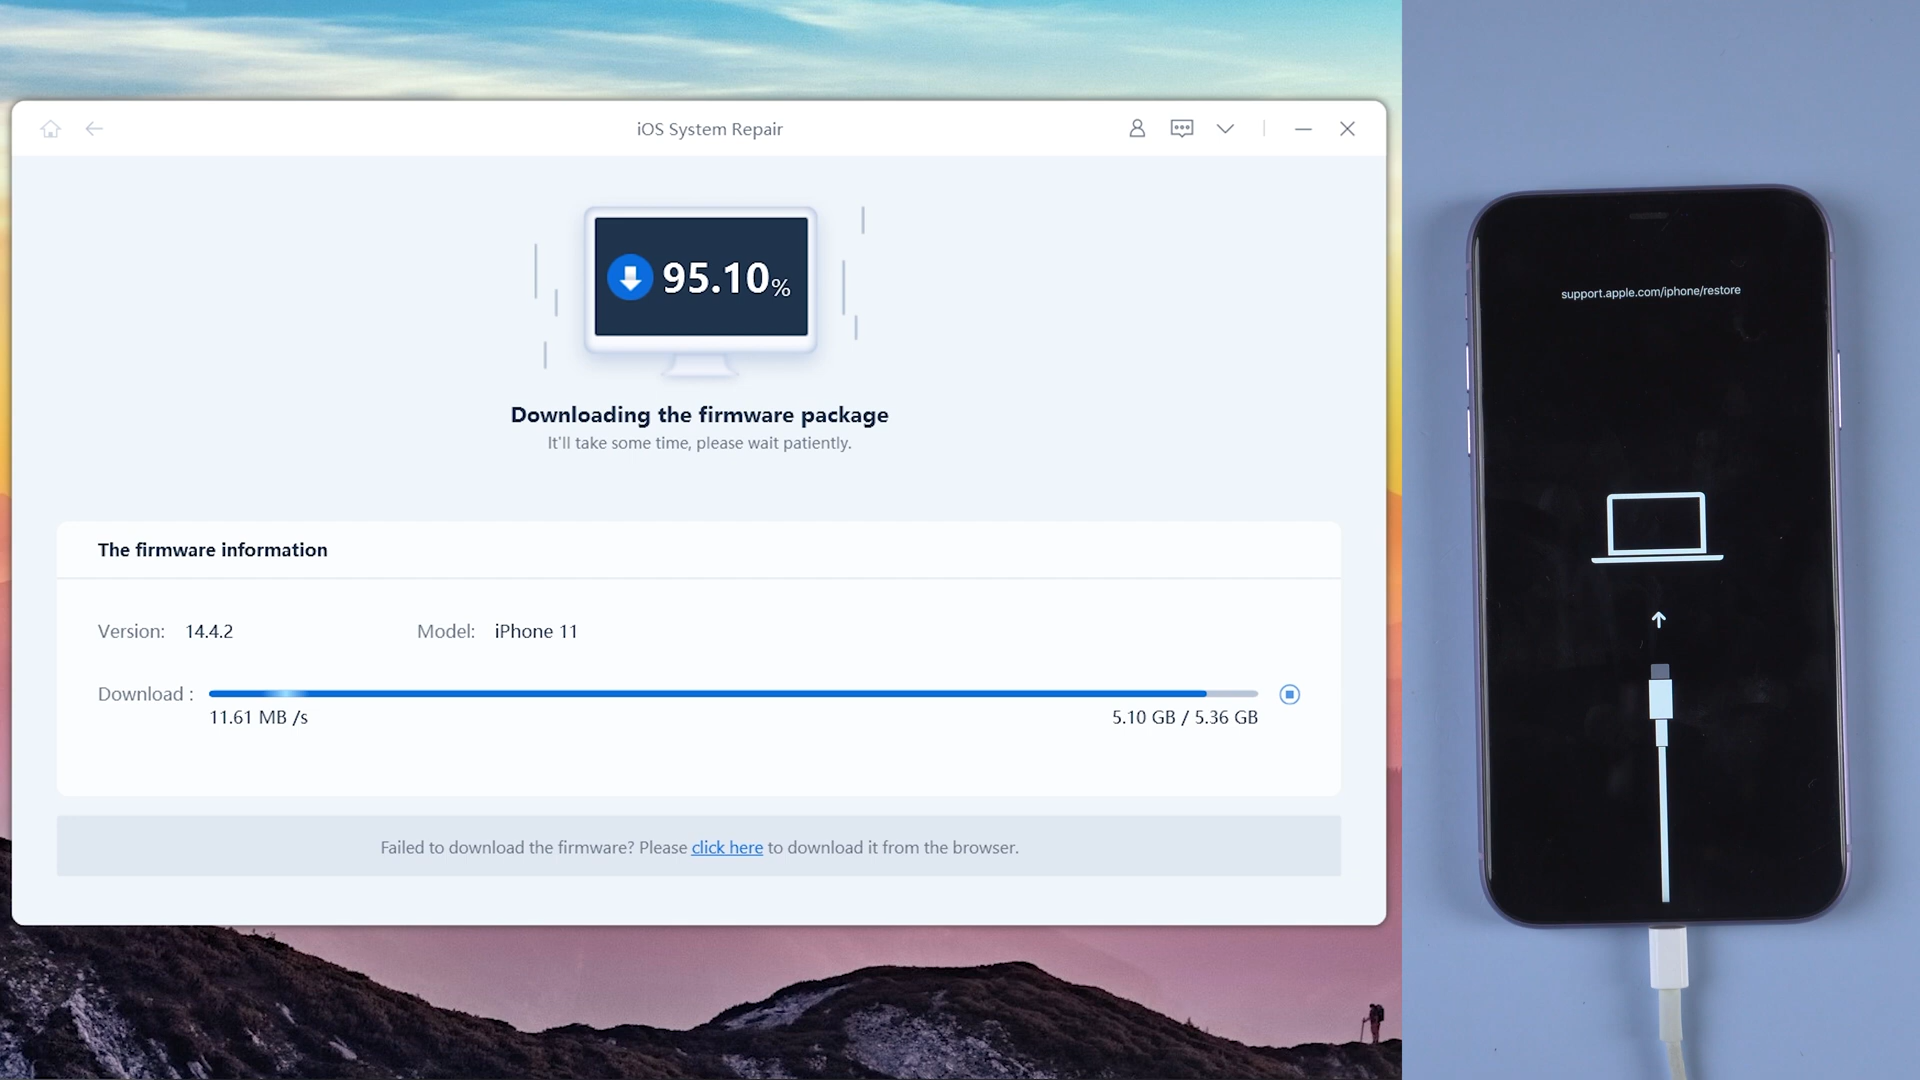 iOS System Repair
95.10%
Downloading the firmware package
It'll take some time, please wait patiently.
The firmware information
Version: 14.4.2 Model: iPhone 11
Download :
11.61 MB /s 5.10 GB / 5.36 GB
Failed to download the firmware? Please click here to download it from the browser.
support.apple.com/iphone/restore